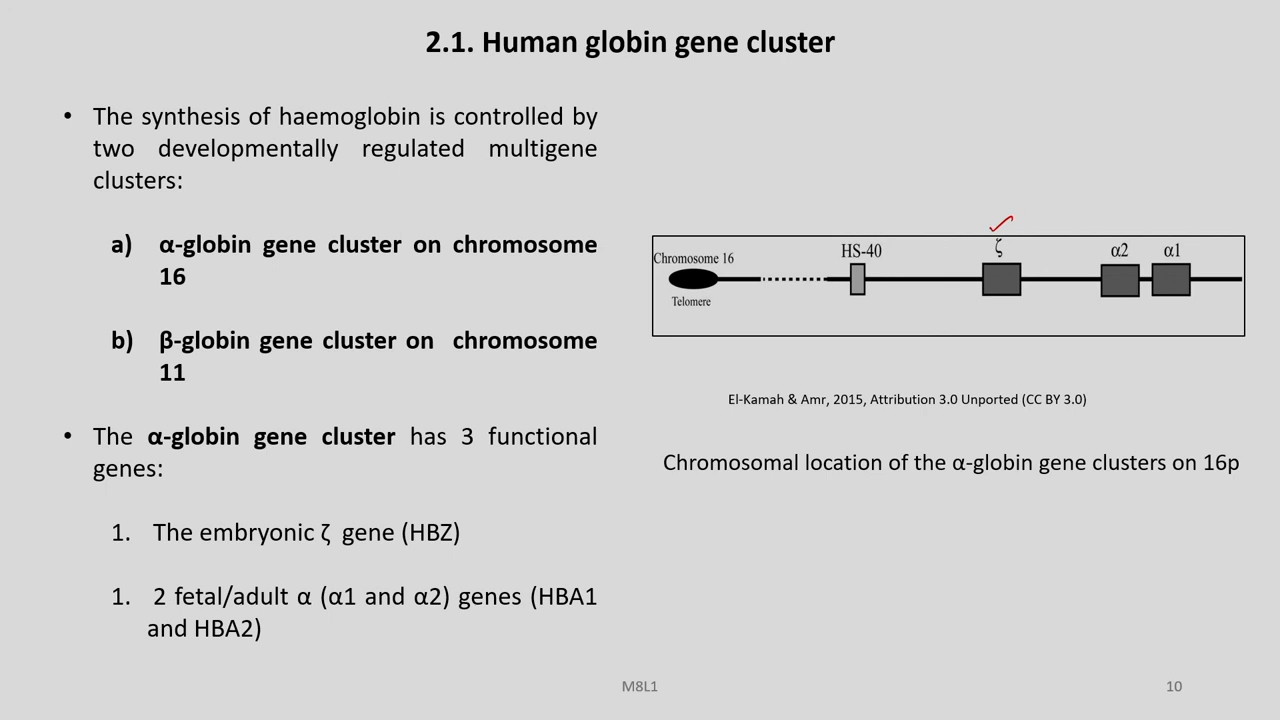 2.1. Human globin gene cluster
• The synthesis of haemoglobin is controlled by
two developmentally regulated multigene
clusters:
a) α-globin gene cluster on chromosome
16
b) β-globin gene cluster on chromosome
11
• The α-globin gene cluster has 3 functional
genes:
1. The embryonic ζ gene (HBZ)
1. 2 fetal/adult α (α1 and α2) genes (HBA1
and HBA2)
Chromosome 16
Telomere
HS-40
ζ
α2
α1
El-Kamah & Amr, 2015, Attribution 3.0 Unported (CC BY 3.0)
Chromosomal location of the α-globin gene clusters on 16p
M8L1
10